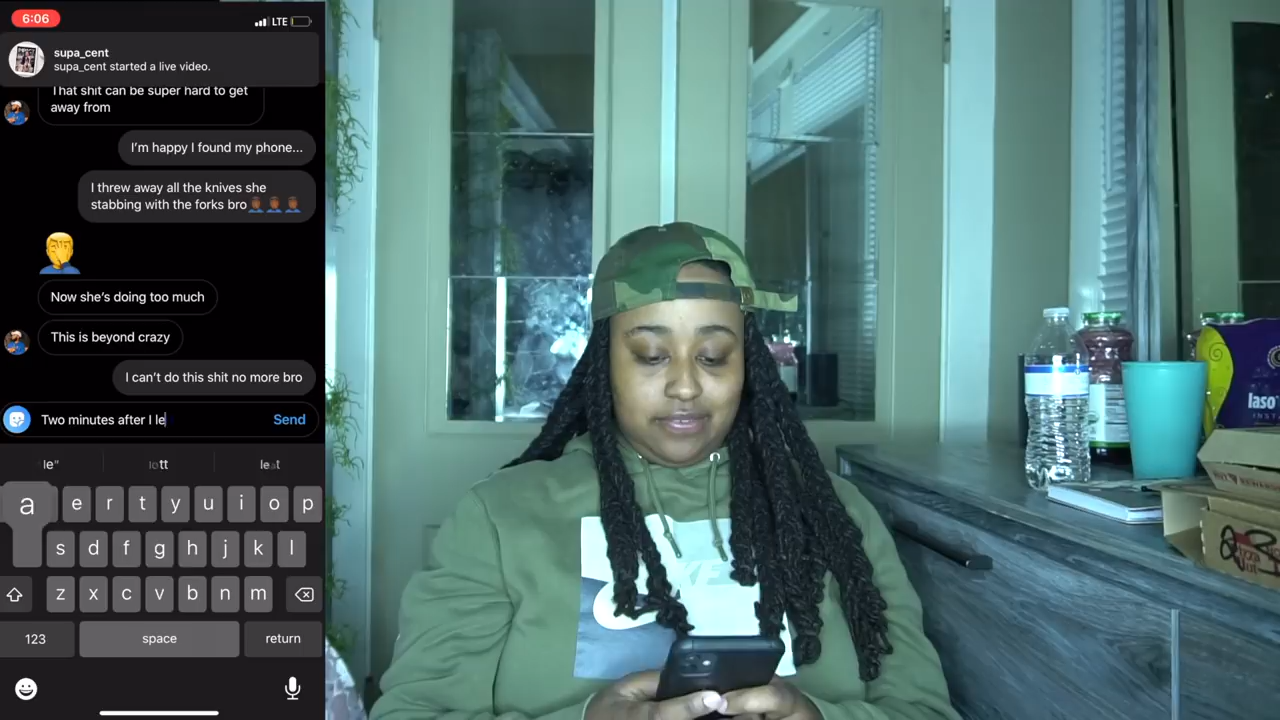 6:06
LTE
supa_cent
supa_cent started a live video.
That shit can be super hard to get
away from
I'm happy I found my phone...
I threw away all the knives she
stabbing with the forks bro🤦🏾‍♂️🤦🏾‍♂️🤦🏾‍♂️
🤦‍♂️
Now she's doing too much
This is beyond crazy
I can't do this shit no more bro
Two minutes after I le
Send
a
e r t y u i o p
s d f g h j k l
z x c v b n m
123
space
return
laso